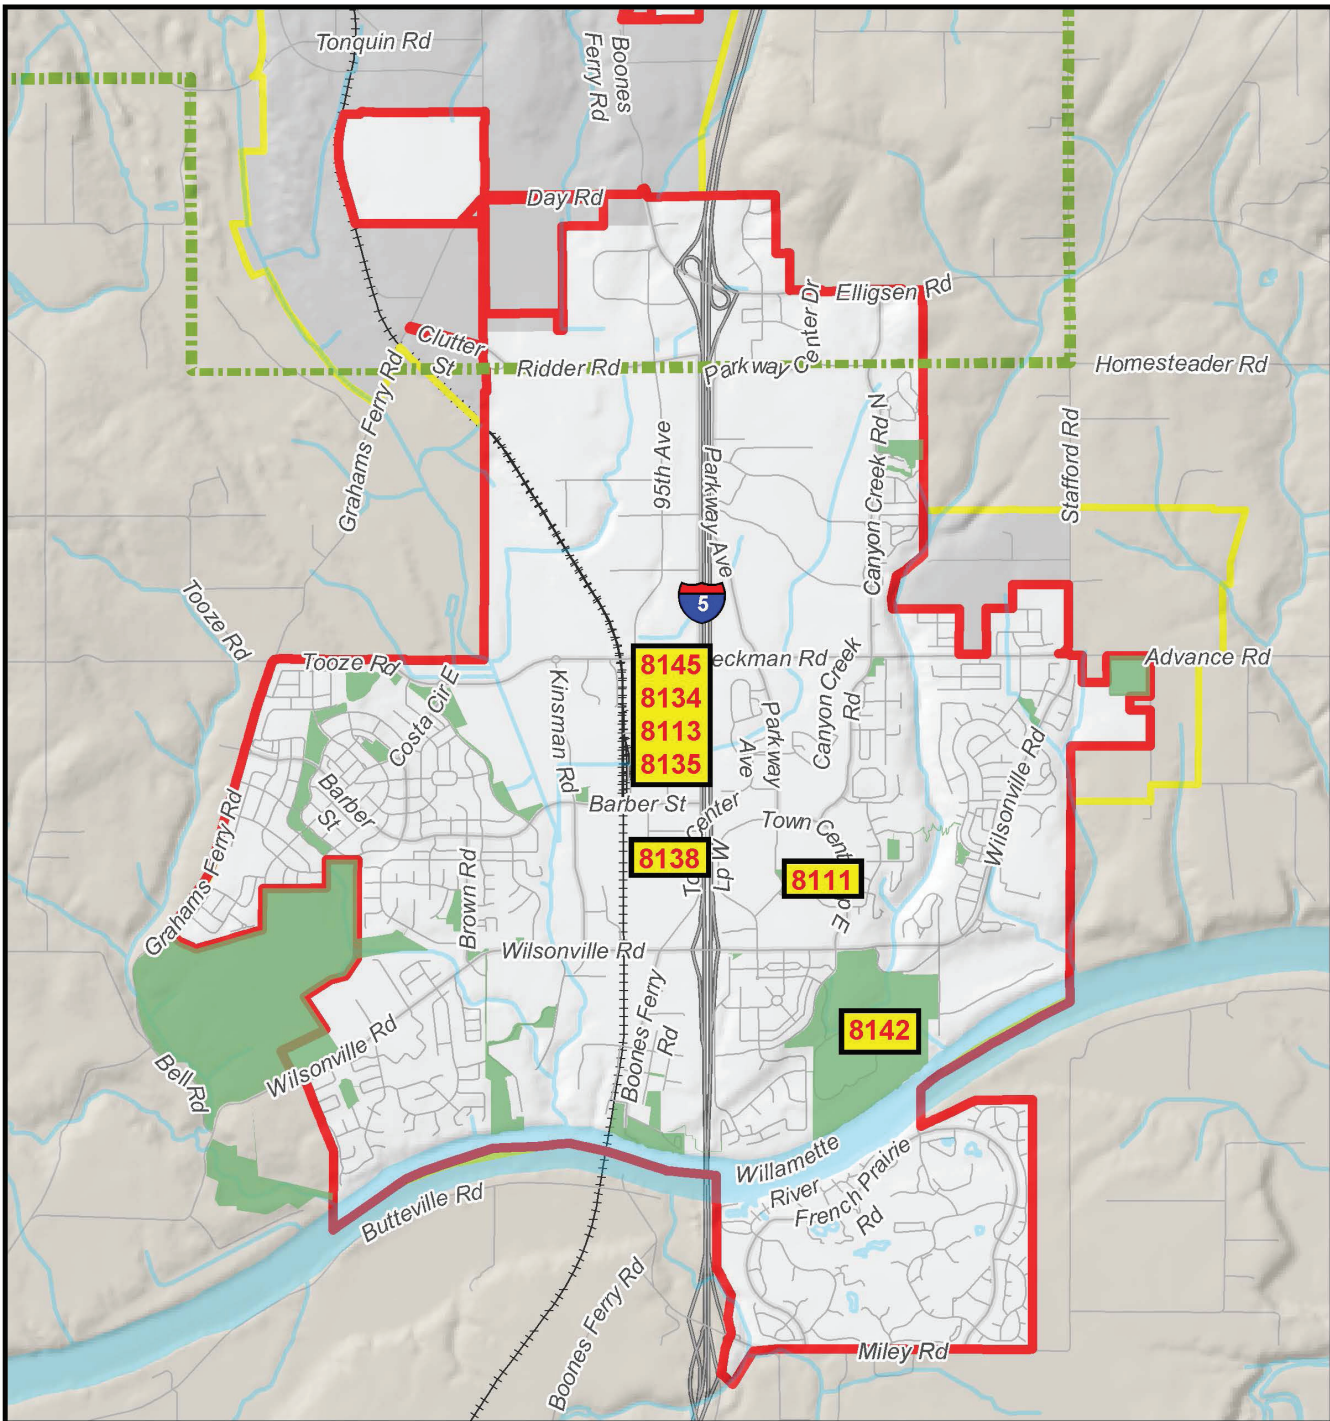 Tonquin Rd
Boones
Ferry Rd
Day Rd
Elligsen Rd
Parkway Center Dr
Clutter
St
Ridder Rd
Homesteader Rd
Grahams Ferry Rd
95th Ave
Parkway Ave
Canyon Creek Rd N
Stafford Rd
Tooze Rd
5
Tooze Rd
8145
8134
8113
8135
eckman Rd
Advance Rd
Costa Cir E
Kinsman Rd
Canyon Creek
Rd
Parkway
Ave
Wilsonville Rd
Barber
St
Barber St
Center
Town Cent
Grahams Ferry Rd
8138
Lp W
8111
p E
Brown Rd
Wilsonville Rd
Boones Ferry
Rd
8142
Wilsonville Rd
Bell Rd
Willamette
River
French Prairie
Rd
Butteville Rd
Boones Ferry Rd
Miley Rd